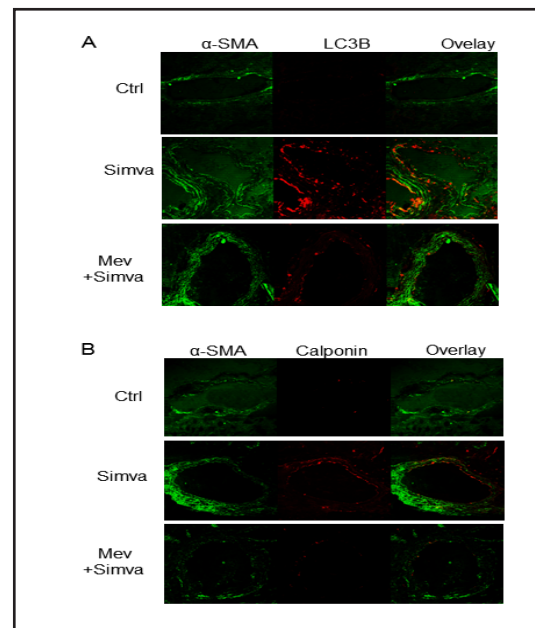 A
α-SMA LC3B Ovelay
Ctrl
Simva
Mev
+Simva
B
α-SMA Calponin Overlay
Ctrl
Simva
Mev
+Simva